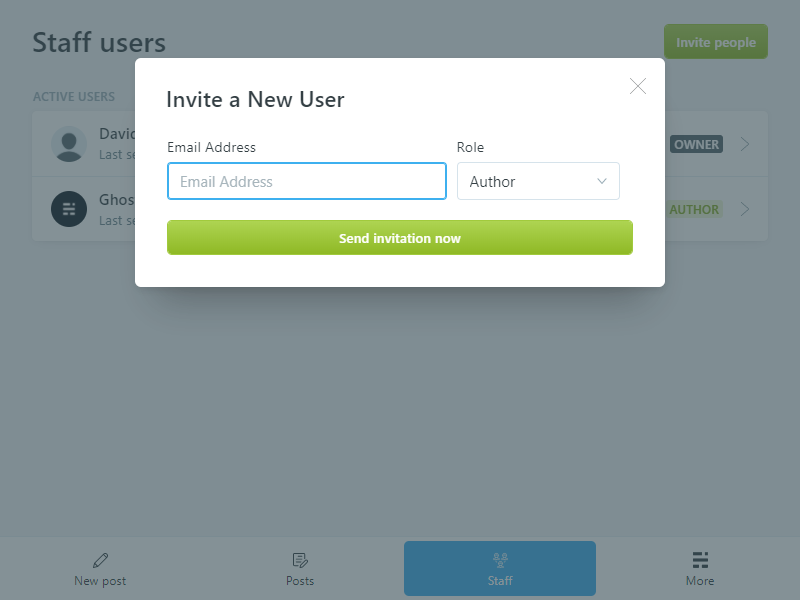 Staff users
Invite people
Invite a New User
ACTIVE USERS
David
Last se
OWNER
Email Address
Role
Email Address
Author
Ghos
Last se
AUTHOR
Send invitation now
New post
Posts
Staff
More